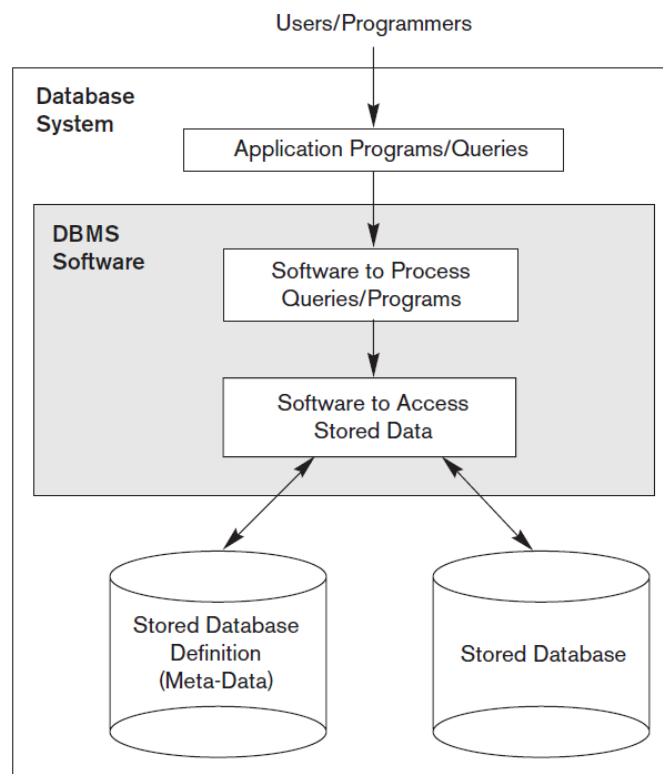 Users/Programmers
Database
System
Application Programs/Queries
DBMS
Software
Software to Process
Queries/Programs
Software to Access
Stored Data
Stored Database
Definition
(Meta-Data)
Stored Database